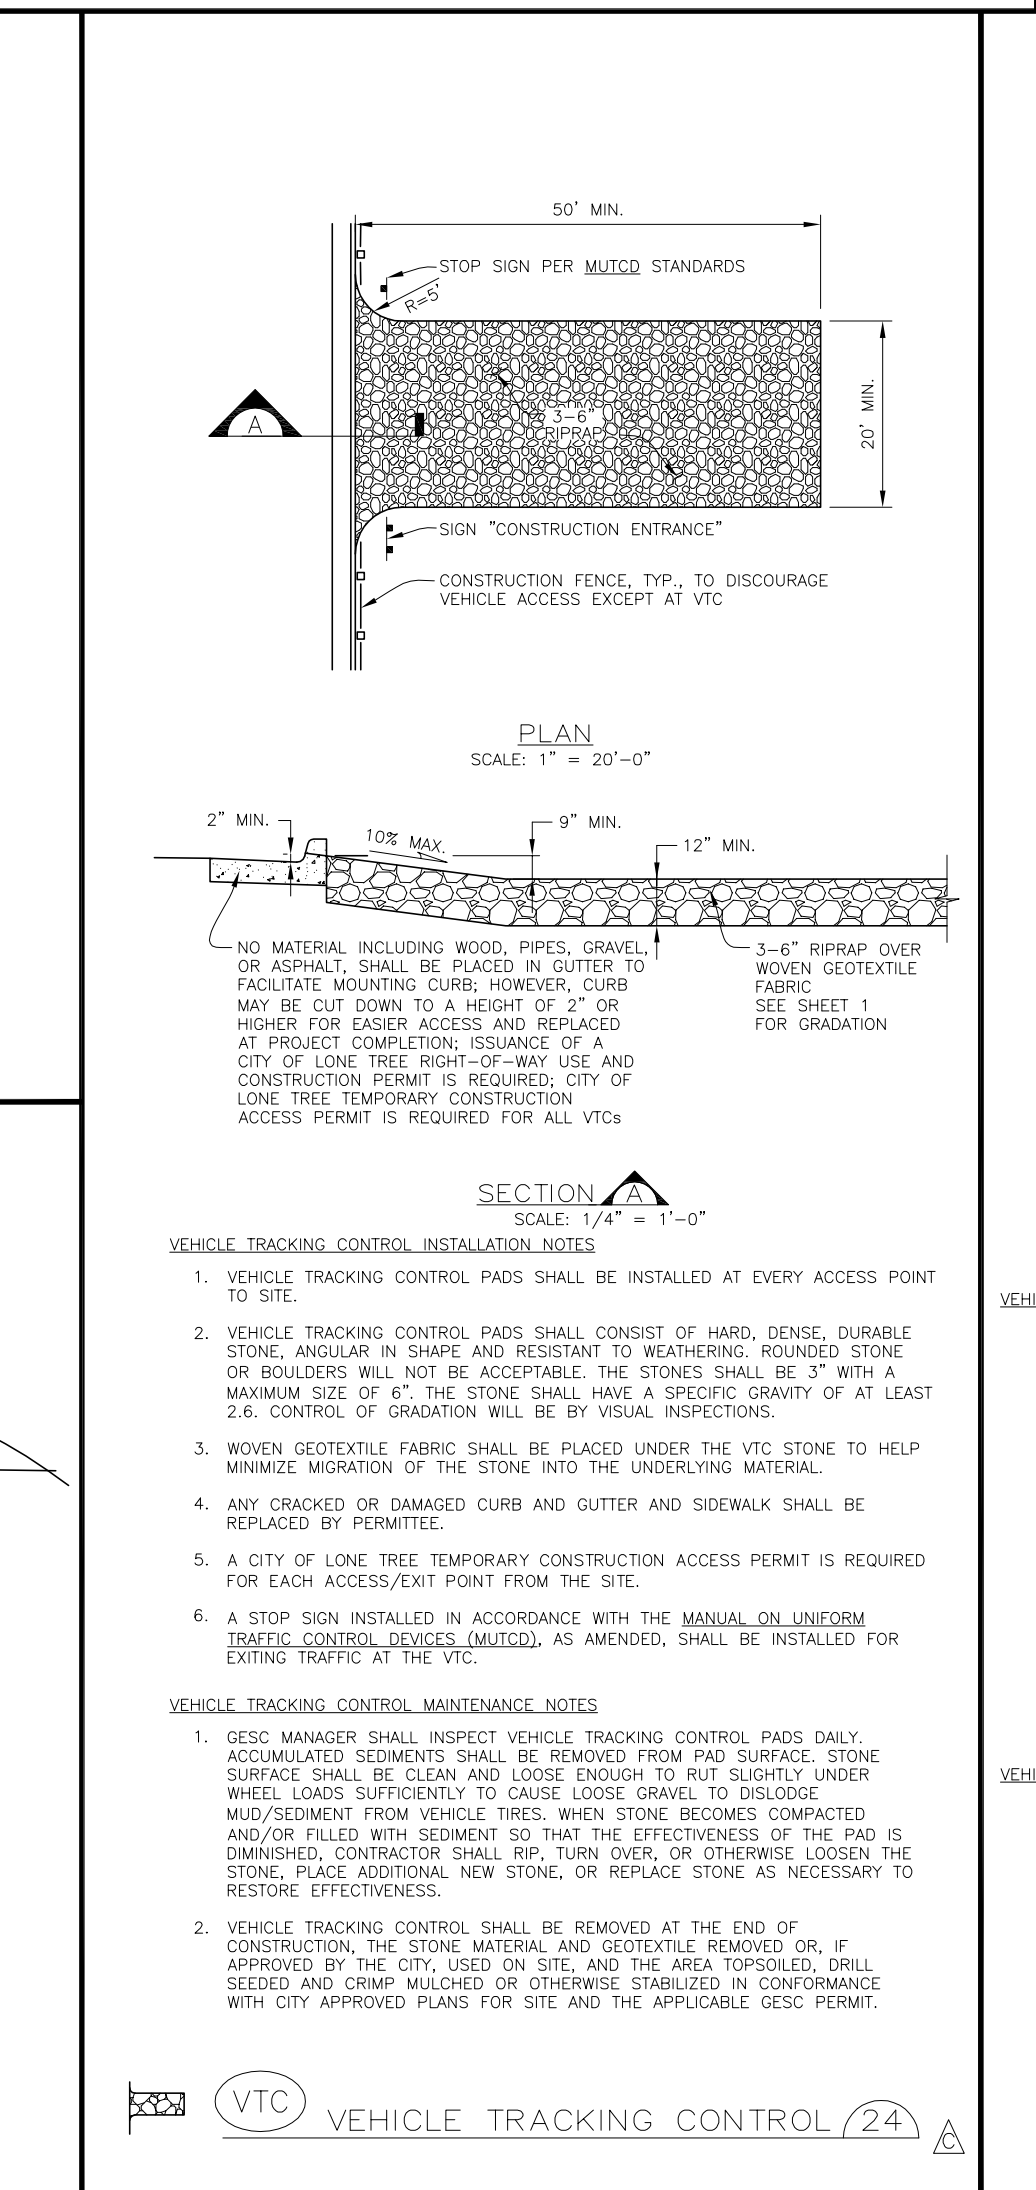 50' MIN.
STOP SIGN PER MUTCD STANDARDS
R=5'
20' MIN.
A
3-6"
RIPRAP
SIGN "CONSTRUCTION ENTRANCE"
CONSTRUCTION FENCE, TYP., TO DISCOURAGE
VEHICLE ACCESS EXCEPT AT VTC
PLAN
SCALE: 1" = 20'-0"
2" MIN.
10% MAX.
9" MIN.
12" MIN.
NO MATERIAL INCLUDING WOOD, PIPES, GRAVEL,
OR ASPHALT, SHALL BE PLACED IN GUTTER TO
FACILITATE MOUNTING CURB; HOWEVER, CURB
MAY BE CUT DOWN TO A HEIGHT OF 2" OR
HIGHER FOR EASIER ACCESS AND REPLACED
AT PROJECT COMPLETION; ISSUANCE OF A
CITY OF LONE TREE RIGHT-OF-WAY USE AND
CONSTRUCTION PERMIT IS REQUIRED; CITY OF
LONE TREE TEMPORARY CONSTRUCTION
ACCESS PERMIT IS REQUIRED FOR ALL VTCs
3-6" RIPRAP OVER
WOVEN GEOTEXTILE
FABRIC
SEE SHEET 1
FOR GRADATION
SECTION A
SCALE: 1/4" = 1'-0"
VEHICLE TRACKING CONTROL INSTALLATION NOTES
1. VEHICLE TRACKING CONTROL PADS SHALL BE INSTALLED AT EVERY ACCESS POINT
TO SITE.
2. VEHICLE TRACKING CONTROL PADS SHALL CONSIST OF HARD, DENSE, DURABLE
STONE, ANGULAR IN SHAPE AND RESISTANT TO WEATHERING. ROUNDED STONE
OR BOULDERS WILL NOT BE ACCEPTABLE. THE STONES SHALL BE 3" WITH A
MAXIMUM SIZE OF 6". THE STONE SHALL HAVE A SPECIFIC GRAVITY OF AT LEAST
2.6. CONTROL OF GRADATION WILL BE BY VISUAL INSPECTIONS.
3. WOVEN GEOTEXTILE FABRIC SHALL BE PLACED UNDER THE VTC STONE TO HELP
MINIMIZE MIGRATION OF THE STONE INTO THE UNDERLYING MATERIAL.
4. ANY CRACKED OR DAMAGED CURB AND GUTTER AND SIDEWALK SHALL BE
REPLACED BY PERMITTEE.
5. A CITY OF LONE TREE TEMPORARY CONSTRUCTION ACCESS PERMIT IS REQUIRED
FOR EACH ACCESS/EXIT POINT FROM THE SITE.
6. A STOP SIGN INSTALLED IN ACCORDANCE WITH THE MANUAL ON UNIFORM
TRAFFIC CONTROL DEVICES (MUTCD), AS AMENDED, SHALL BE INSTALLED FOR
EXITING TRAFFIC AT THE VTC.
VEHICLE TRACKING CONTROL MAINTENANCE NOTES
1. GESC MANAGER SHALL INSPECT VEHICLE TRACKING CONTROL PADS DAILY.
ACCUMULATED SEDIMENTS SHALL BE REMOVED FROM PAD SURFACE. STONE
SURFACE SHALL BE CLEAN AND LOOSE ENOUGH TO RUT SLIGHTLY UNDER
WHEEL LOADS SUFFICIENTLY TO CAUSE LOOSE GRAVEL TO DISLODGE
MUD/SEDIMENT FROM VEHICLE TIRES. WHEN STONE BECOMES COMPACTED
AND/OR FILLED WITH SEDIMENT SO THAT THE EFFECTIVENESS OF THE PAD IS
DIMINISHED, CONTRACTOR SHALL RIP, TURN OVER, OR OTHERWISE LOOSEN THE
STONE, PLACE ADDITIONAL NEW STONE, OR REPLACE STONE AS NECESSARY TO
RESTORE EFFECTIVENESS.
2. VEHICLE TRACKING CONTROL SHALL BE REMOVED AT THE END OF
CONSTRUCTION, THE STONE MATERIAL AND GEOTEXTILE REMOVED OR, IF
APPROVED BY THE CITY, USED ON SITE, AND THE AREA TOPSOILED, DRILL
SEEDED AND CRIMP MULCHED OR OTHERWISE STABILIZED IN CONFORMANCE
WITH CITY APPROVED PLANS FOR SITE AND THE APPLICABLE GESC PERMIT.
VTC VEHICLE TRACKING CONTROL 24
C
VEHI
VEHI